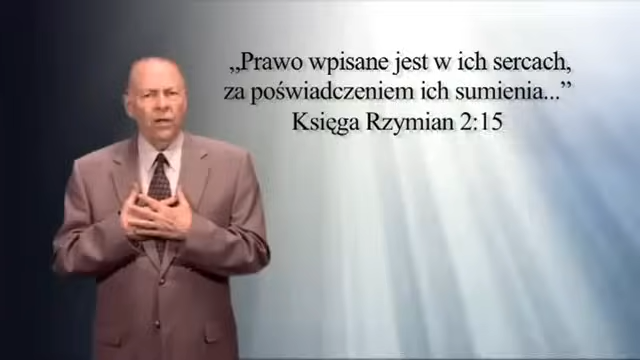 „Prawo wpisane jest w ich sercach,
za poświadczeniem ich sumienia...”
Księga Rzymian 2:15